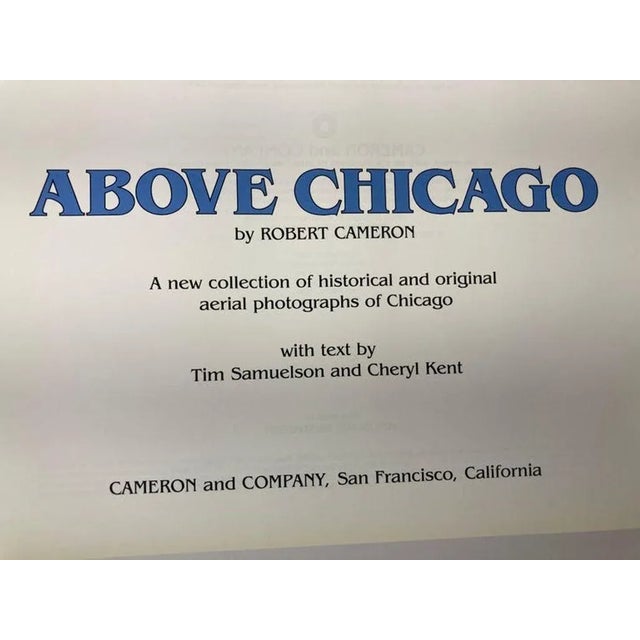 ABOVE CHICAGO
by ROBERT CAMERON
A new collection of historical and original
aerial photographs of Chicago
with text by
Tim Samuelson and Cheryl Kent
CAMERON and COMPANY, San Francisco, California